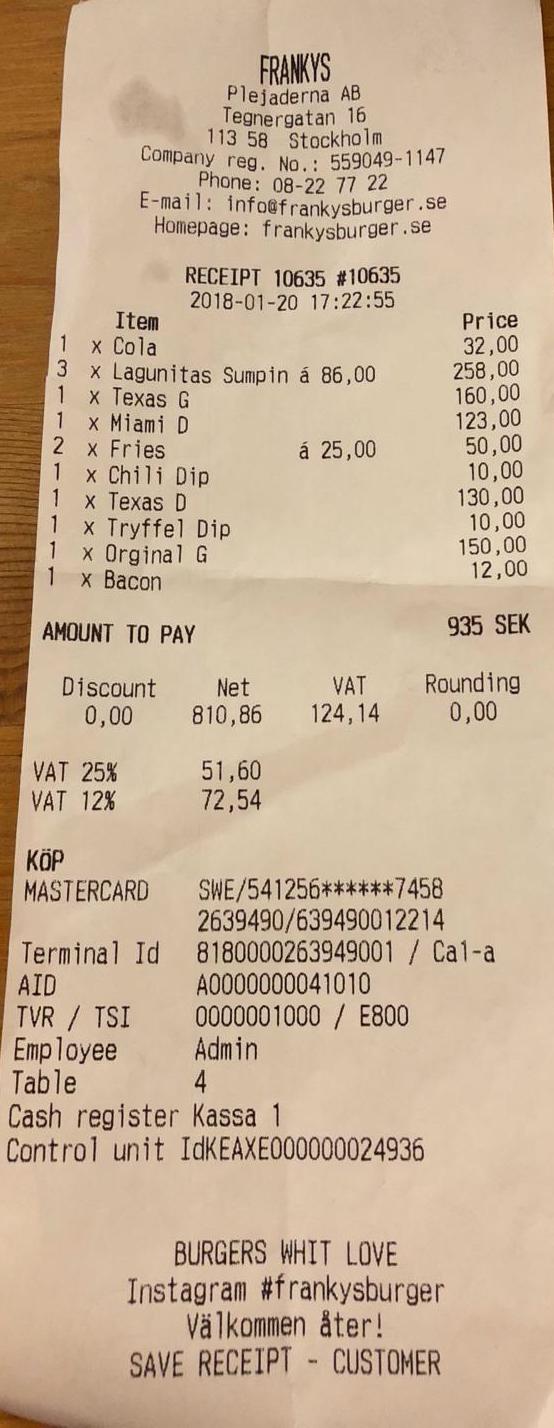 FRANKYS
Plejaderna AB
Tegnergatan 16
113 58 Stockholm
Company reg. No.: 559049-1147
Phone: 08-22 77 22
E-mail: info@frankysburger.se
Homepage: frankysburger.se
RECEIPT 10635 #10635
2018-01-20 17:22:55
Item Price
1 x Cola 32,00
3 x Lagunitas Sumpin á 86,00 258,00
1 x Texas G 160,00
1 x Miami D 123,00
2 x Fries á 25,00 50,00
1 x Chili Dip 10,00
1 x Texas D 130,00
1 x Tryffel Dip 10,00
1 x Orginal G 150,00
1 x Bacon 12,00
AMOUNT TO PAY 935 SEK
Discount Net VAT Rounding
0,00 810,86 124,14 0,00
VAT 25% 51,60
VAT 12% 72,54
KÖP
MASTERCARD SWE/541256******7458
2639490/639490012214
Terminal Id 8180000263949001 / Ca1-a
AID A0000000041010
TVR / TSI 0000001000 / E800
Employee Admin
Table 4
Cash register Kassa 1
Control unit IdKEAXE000000024936
BURGERS WHIT LOVE
Instagram #frankysburger
Välkommen åter!
SAVE RECEIPT - CUSTOMER